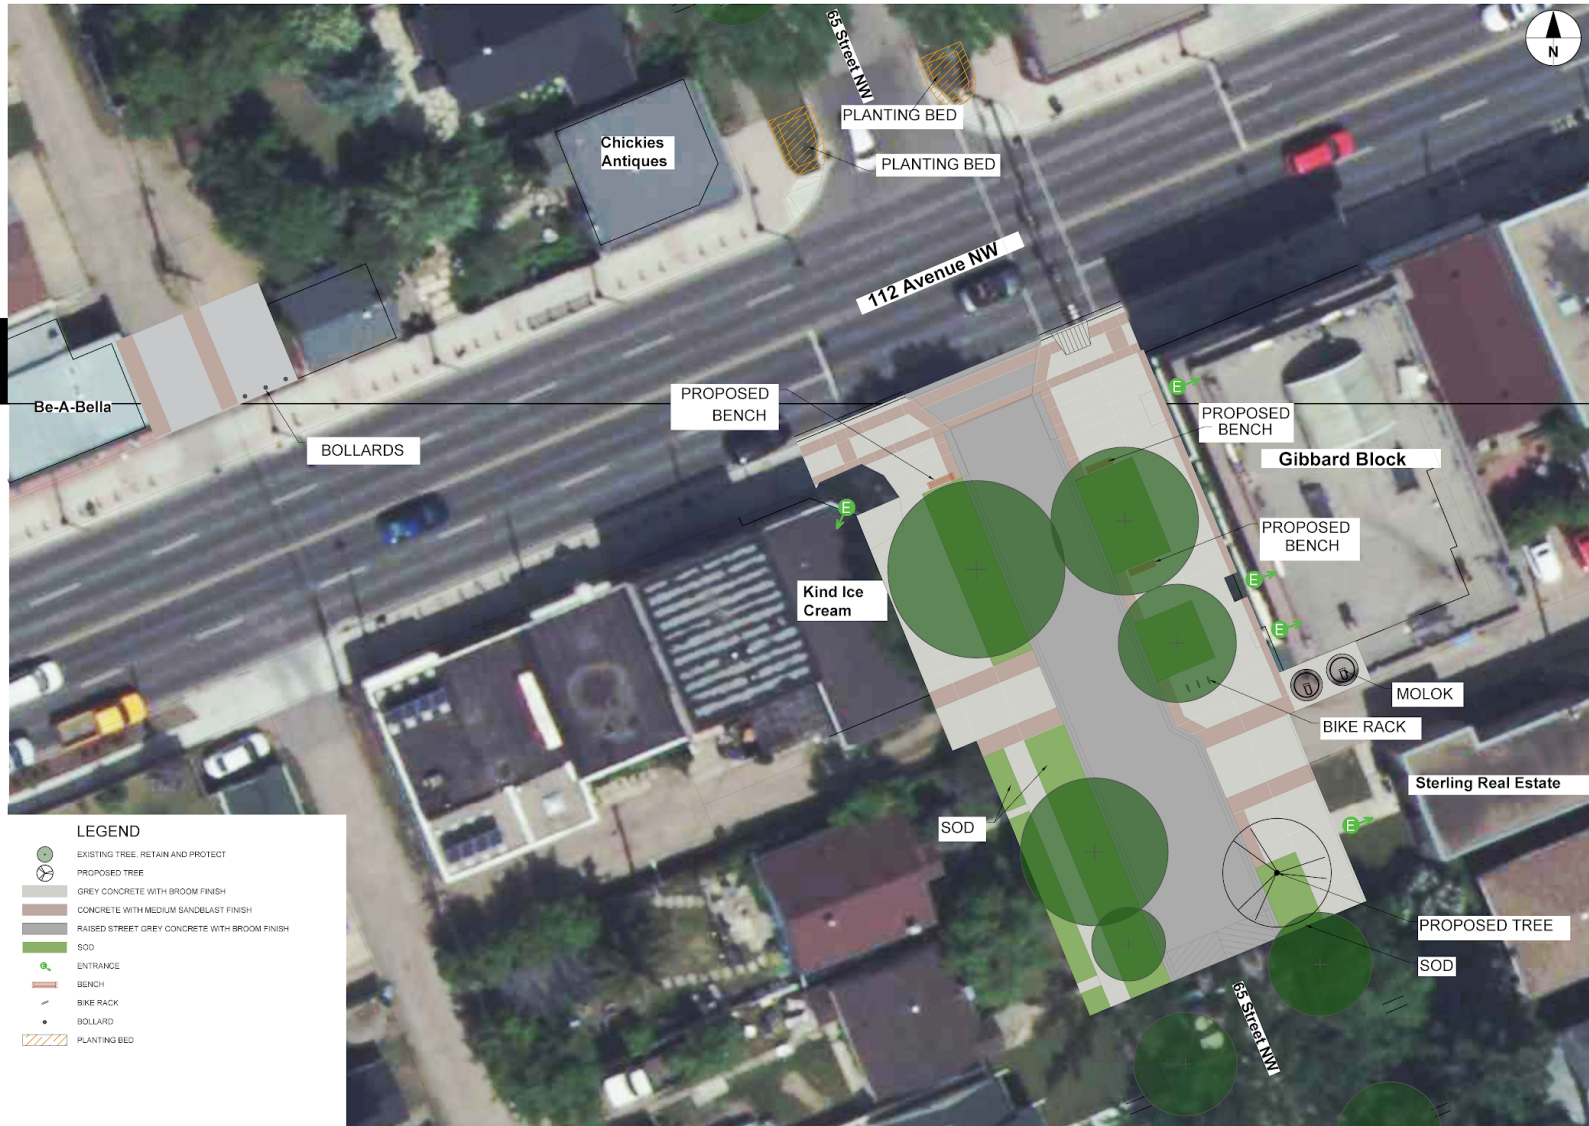 65 Street NW
N
PLANTING BED
PLANTING BED
Chickies
Antiques
112 Avenue NW
Be-A-Bella
BOLLARDS
PROPOSED
BENCH
E
PROPOSED
BENCH
Gibbard Block
E
PROPOSED
BENCH
Kind Ice
Cream
E
E
MOLOK
BIKE RACK
Sterling Real Estate
SOD
E
PROPOSED TREE
SOD
65 Street NW
LEGEND
EXISTING TREE, RETAIN AND PROTECT
PROPOSED TREE
GREY CONCRETE WITH BROOM FINISH
CONCRETE WITH MEDIUM SANDBLAST FINISH
RAISED STREET GREY CONCRETE WITH BROOM FINISH
SOD
E
ENTRANCE
BENCH
BIKE RACK
BOLLARD
PLANTING BED